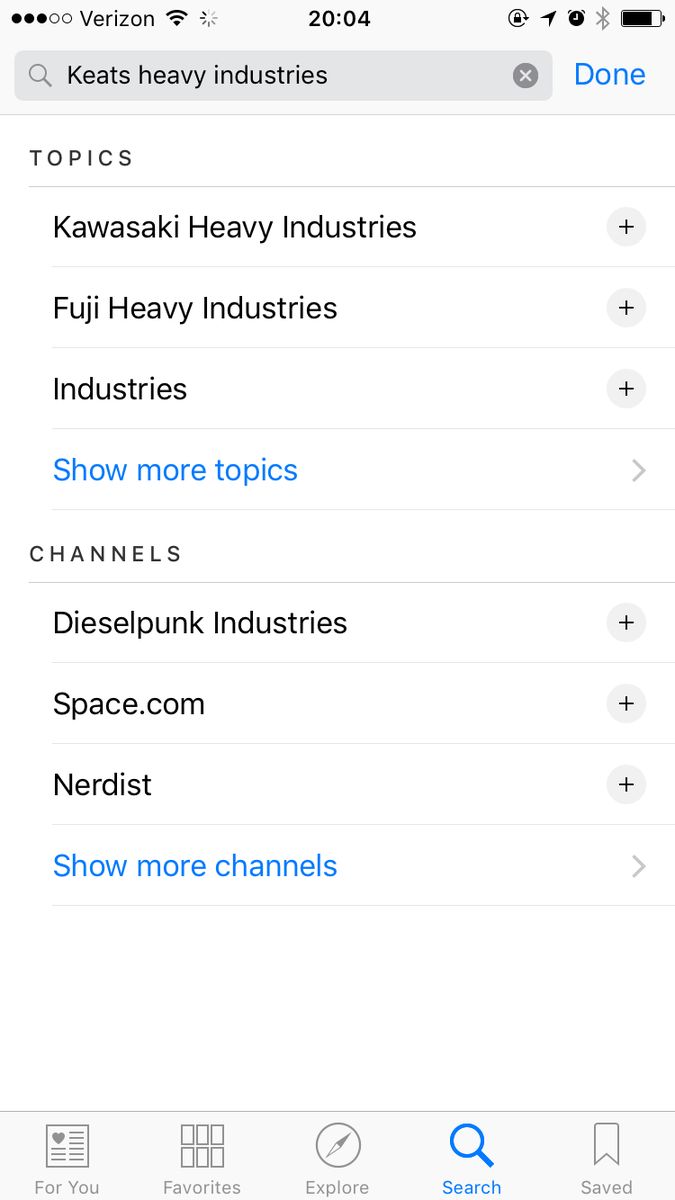 Verizon 20:04
Keats heavy industries Done
TOPICS
Kawasaki Heavy Industries
Fuji Heavy Industries
Industries
Show more topics
CHANNELS
Dieselpunk Industries
Space.com
Nerdist
Show more channels
For You Favorites Explore Search Saved